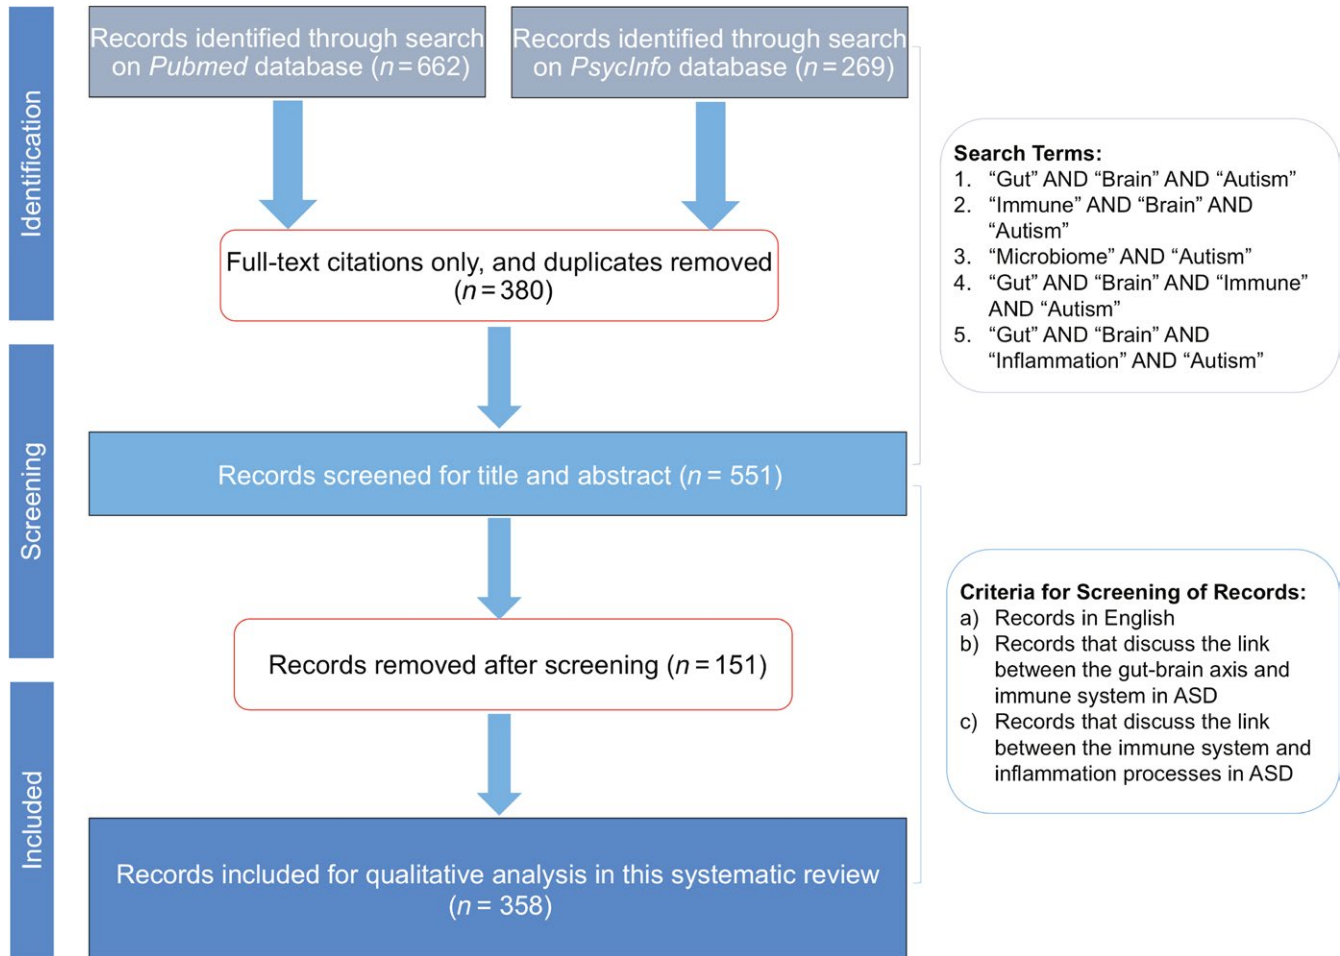 Identification
Records identified through search
on Pubmed database (n = 662)
Records identified through search
on PsycInfo database (n = 269)
Full-text citations only, and duplicates removed
(n = 380)
Search Terms:
1. “Gut” AND “Brain” AND “Autism”
2. “Immune” AND “Brain” AND
“Autism”
3. “Microbiome” AND “Autism”
4. “Gut” AND “Brain” AND “Immune”
AND “Autism”
5. “Gut” AND “Brain” AND
“Inflammation” AND “Autism”
Screening
Records screened for title and abstract (n = 551)
Records removed after screening (n = 151)
Criteria for Screening of Records:
a) Records in English
b) Records that discuss the link
between the gut-brain axis and
immune system in ASD
c) Records that discuss the link
between the immune system and
inflammation processes in ASD
Included
Records included for qualitative analysis in this systematic review
(n = 358)